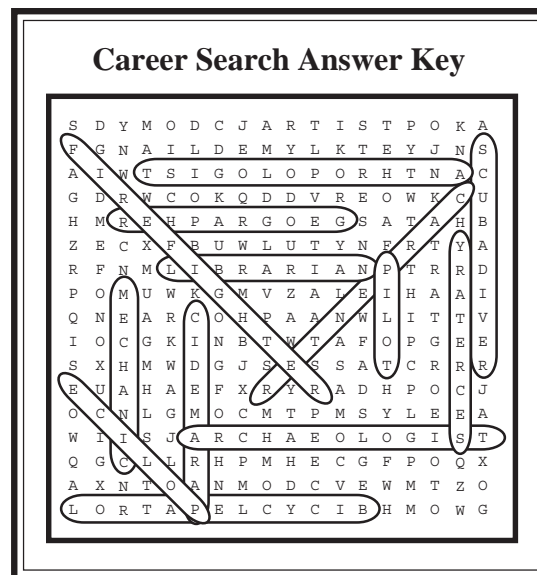 Career Search Answer Key
S D Y M O D C J A R T I S T P O K A
F G N A I L D E M Y L K T E Y J N S
A I W T S I G O L O P O R H T N A C
G D R W C O K Q D D V R E O W K C U
H M R E H P A R G O E G S A T A H B
Z E C X F B U W L U T Y N F R T Y A
R F N M L I B R A R I A N P T R R D
P O M U W K G M V Z A L E I H A A I
Q N E A R C O H P A A N W L I T T V
I O C G K I N B T W T A F O P G E E
S X H M W D G J S E S S A T C R R R
E U A H A E F X R Y R A D H P O C J
O C N L G M O C M T P M S Y L E E A
W I I S J A R C H A E O L O G I S T
Q G C L L R H P M H E C G F P O Q X
A X N T O A N M O D C V E W M T Z O
L O R T A P E L C Y C I B H M O W G